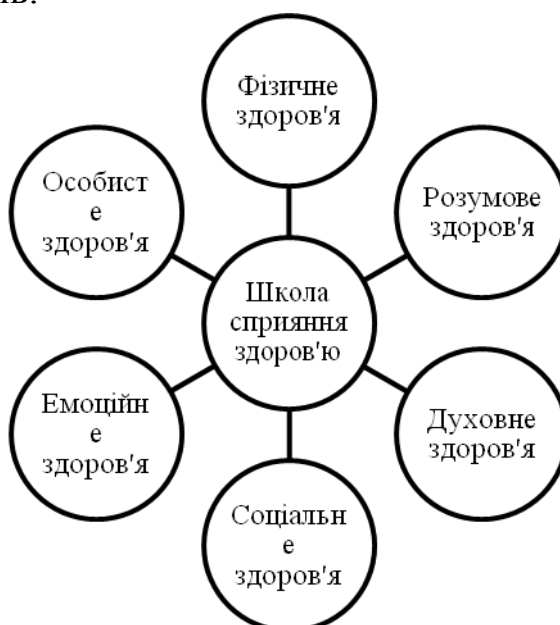 Фізичне
здоров'я
Особист
е
здоров'я
Розумове
здоров'я
Школа
сприяння
здоров'ю
Емоційн
е
здоров'я
Духовне
здоров'я
Соціальн
е
здоров'я